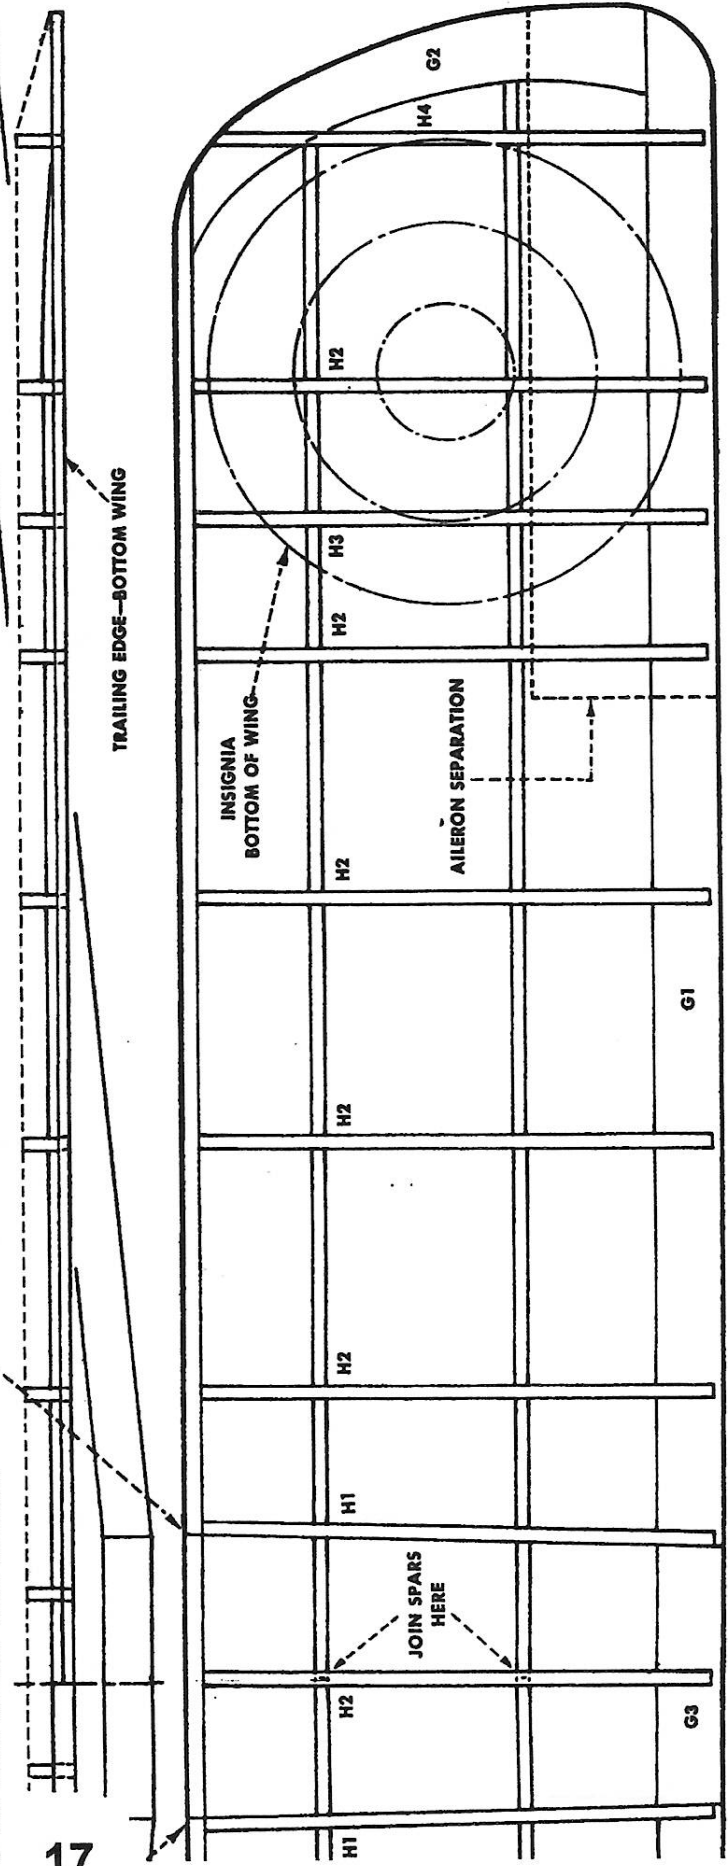 G2
H4
H2
TRAILING EDGE—BOTTOM WING
H3
H2
INSIGNIA
BOTTOM OF WING
AILERON SEPARATION
H2
G1
H2
H2
H1
JOIN SPARS
HERE
H2
G3
H1
17